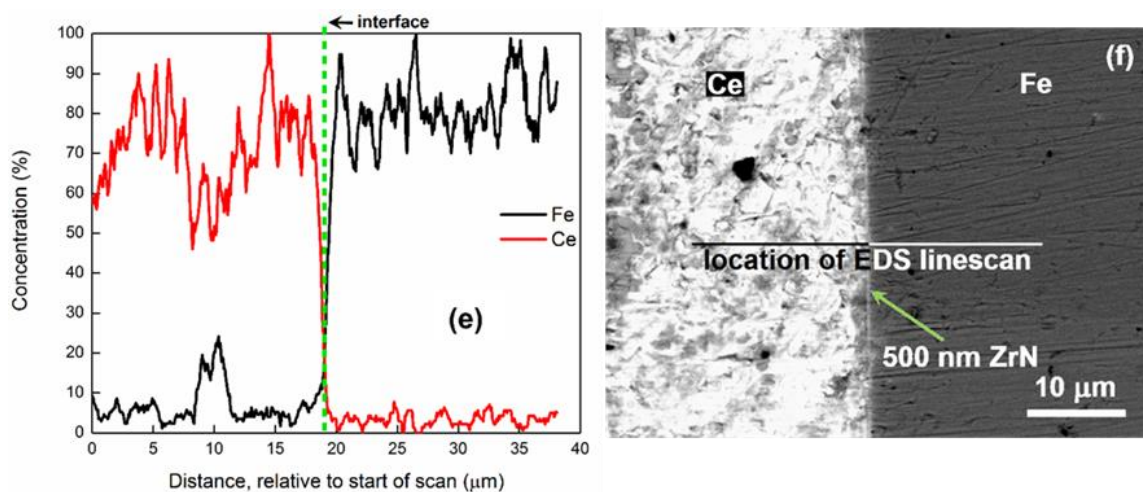 ← interface
100
90
80
70
60
50
40
30
20
10
0
Concentration (%)
Fe
Ce
(e)
0 5 10 15 20 25 30 35 40
Distance, relative to start of scan (μm)
(f)
Ce
Fe
location of EDS linescan
500 nm ZrN
10 μm